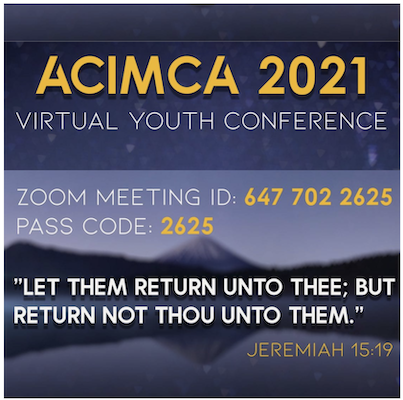 ACIMCA 2021
VIRTUAL YOUTH CONFERENCE
ZOOM MEETING ID: 647 702 2625
PASS CODE: 2625
"LET THEM RETURN UNTO THEE; BUT
RETURN NOT THOU UNTO THEM."
JEREMIAH 15:19